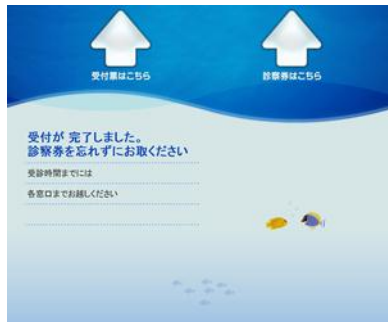 受付票はこちら
診察券はこちら
受付が 完了しました。
診察券を忘れずにお取ください
受診時間までには
各窓口までお越しください